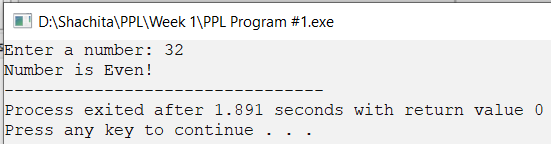 D:\Shachita\PPL\Week 1\PPL Program #1.exe
Enter a number: 32
Number is Even!
--------------------------------
Process exited after 1.891 seconds with return value 0
Press any key to continue . . .